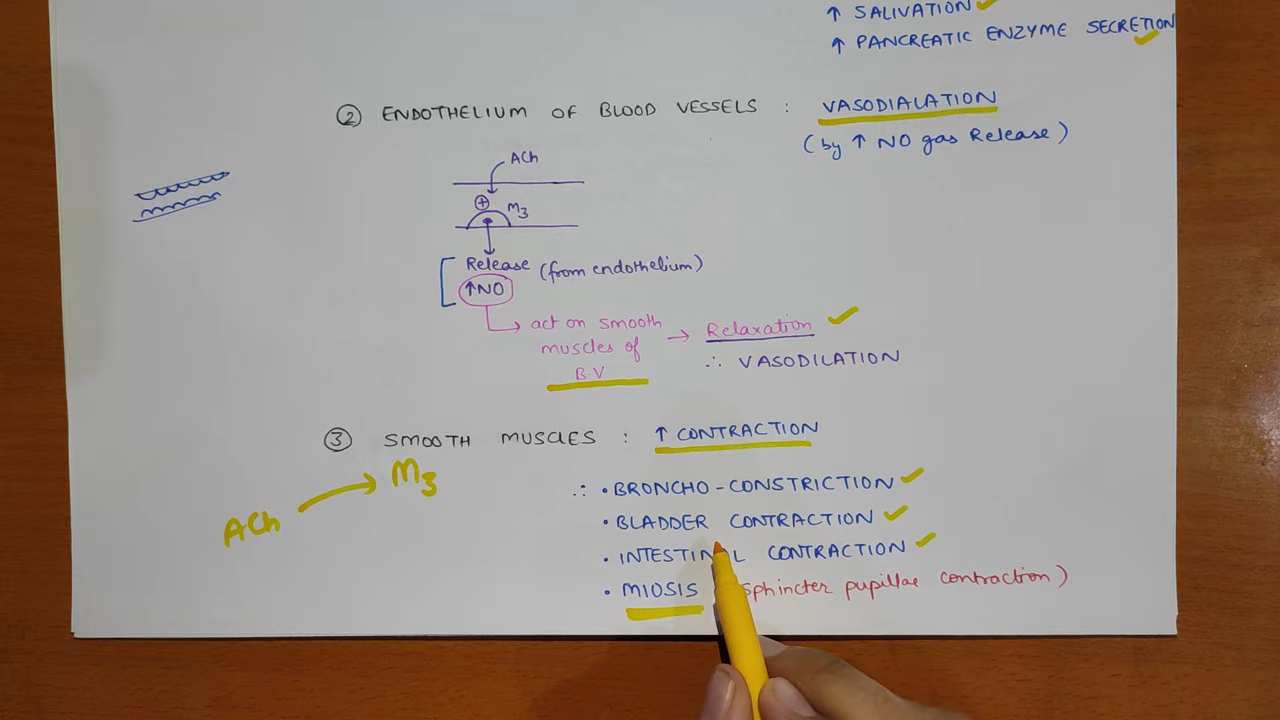 ↑ SALIVATION
↑ PANCREATIC ENZYME SECRETION
② ENDOTHELIUM OF BLOOD VESSELS : VASODIALATION
(by ↑ NO gas Release)
ACh
⊕ M3
Release (from endothelium)
↑NO
act on smooth
muscles of
B.V
→ Relaxation
∴ VASODILATION
③ SMOOTH MUSCLES : ↑ CONTRACTION
ACh → M3
∴ • BRONCHO-CONSTRICTION
• BLADDER CONTRACTION
• INTESTINAL CONTRACTION
• MIOSIS sphincter pupillae contraction)